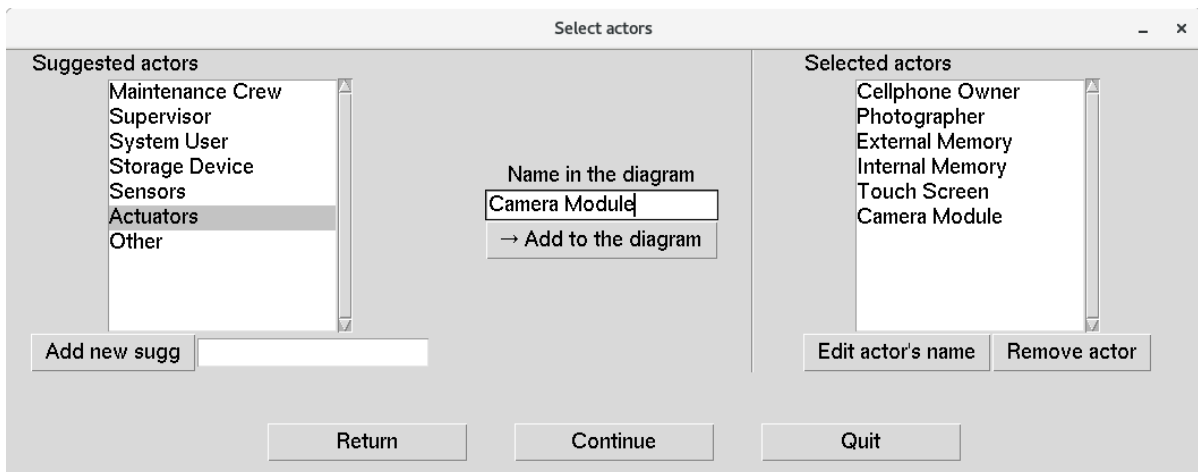 Select actors
Suggested actors
Maintenance Crew
Supervisor
System User
Storage Device
Sensors
Actuators
Other
Add new sugg
Name in the diagram
Camera Module
→ Add to the diagram
Selected actors
Cellphone Owner
Photographer
External Memory
Internal Memory
Touch Screen
Camera Module
Edit actor's name
Remove actor
Return
Continue
Quit